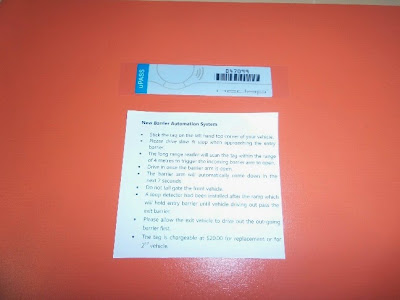 uPASS
New Barrier Automation System
Stick the tag on the left hand top corner of your vehicle.
Please drive slow & stop while approaching the entry
barrier.
The long range reader will scan the tag within the range
of 4 metres to trigger the incoming barrier arm to open.
Drive in once the barrier arm is open.
The barrier arm will automatically come down in the
next 7 seconds.
Do not tailgate the front vehicle.
A loop detector had been installed after the ramp which
will hold entry barrier until vehicle driving out pass the
exit barrier.
Please allow the exit vehicle to drive out the out-going
barrier first.
The tag is chargeable at $20.00 for replacement or for
2nd vehicle.